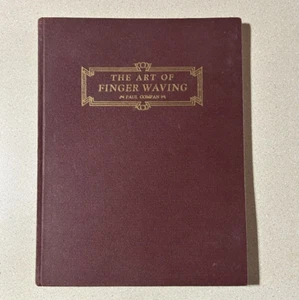 THE ART OF
FINGER WAVING
PAUL COMPAN